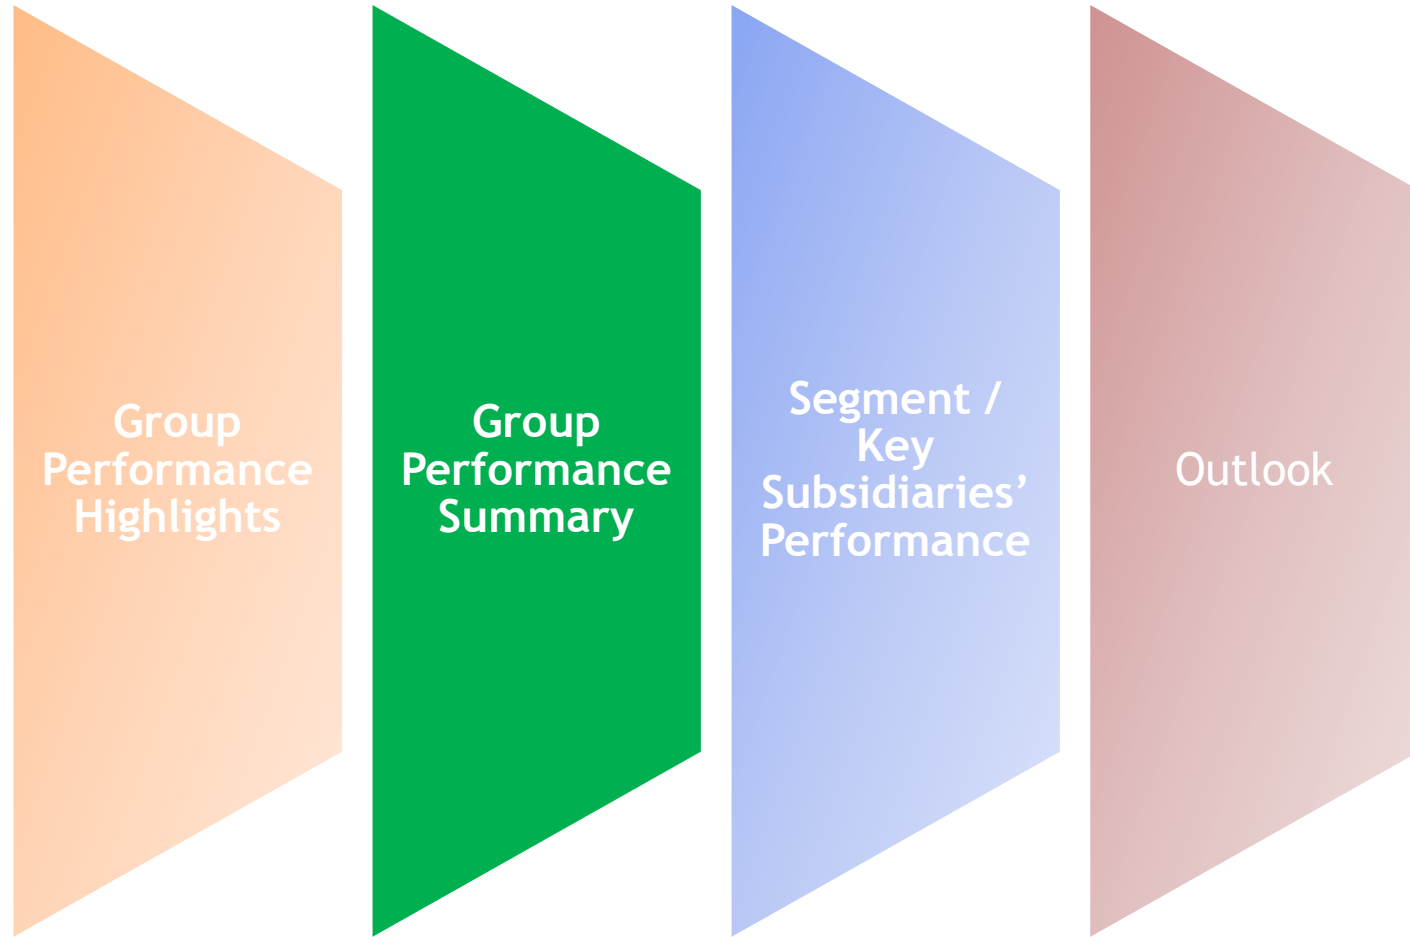 Group
Performance
Highlights
Group
Performance
Summary
Segment /
Key
Subsidiaries’
Performance
Outlook